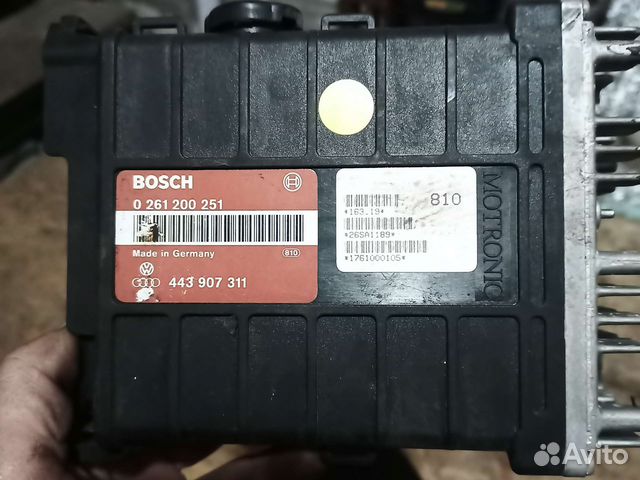 BOSCH
0 261 200 251
Made in Germany 810
443 907 311
810
*163.19*
*26SA1189*
*1761000105*
MOTRONIC
Avito